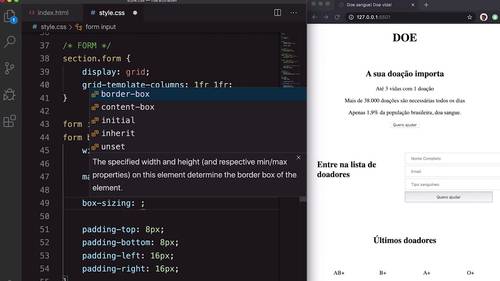 style.css — DOE
index.html
style.css
style.css > form input
Doe sangue! Doe vida!
127.0.0.1:5501
37 /* FORM */
38 section.form {
39 display: grid;
40 grid-template-columns: 1fr 1fr;
41 }
42
43 form
44 form b
45 w
46
47 ma
48
49 box-sizing: ;
50
51 padding-top: 8px;
52 padding-bottom: 8px;
53 padding-left: 16px;
54 padding-right: 16px;
55 }
border-box
content-box
initial
inherit
unset
The specified width and height (and respective min/max
properties) on this element determine the border box of the
element.
DOE
A sua doação importa
Até 3 vidas com 1 doação
Mais de 38.000 doações são necessárias todos os dias
Apenas 1.9% da população brasileira, doa sangue.
Quero ajudar
Entre na lista de
doadores
Nome Completo
Email
Tipo sanguíneo
Quero ajudar
Últimos doadores
AB+ B+ A+ O+